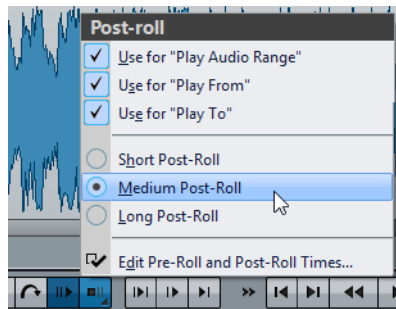 Post-roll
Use for "Play Audio Range"
Use for "Play From"
Use for "Play To"
Short Post-Roll
Medium Post-Roll
Long Post-Roll
Edit Pre-Roll and Post-Roll Times...